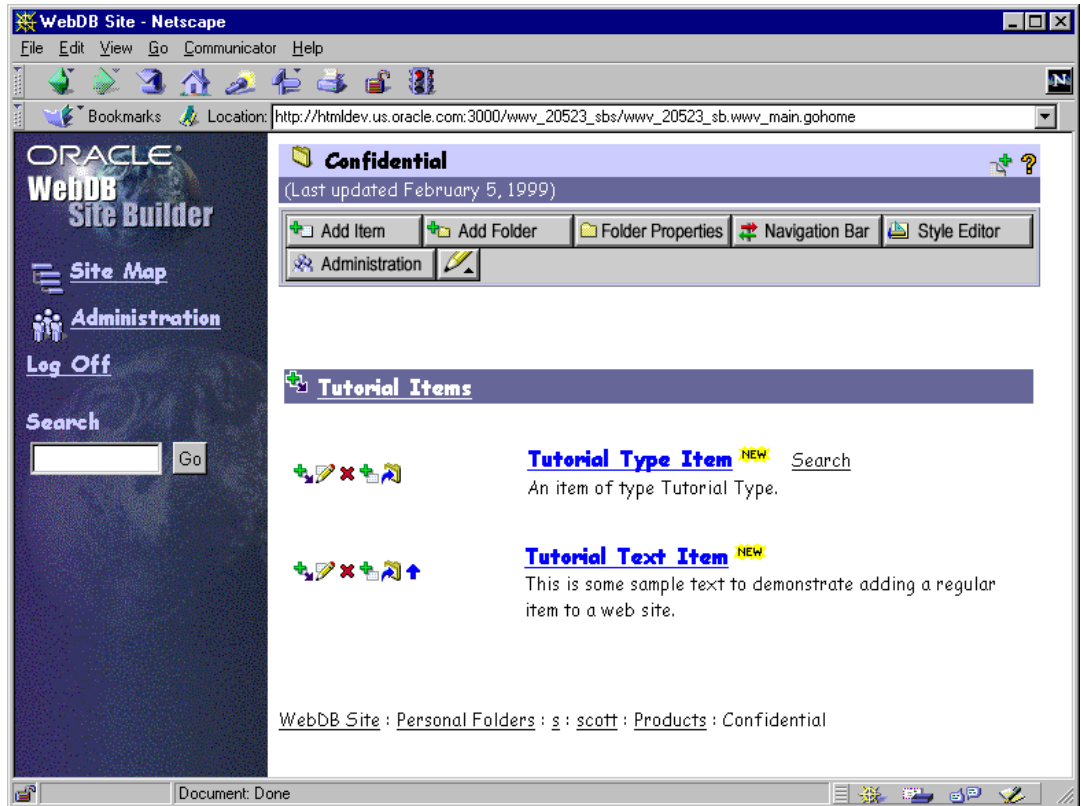 WebDB Site - Netscape
File Edit View Go Communicator Help
N
Bookmarks Location: http://htmldev.us.oracle.com:3000/wwv_20523_sbs/wwv_20523_sb.wwv_main.gohome
ORACLE
WebDB
Site Builder
Site Map
Administration
Log Off
Search
Go
Confidential
?
(Last updated February 5, 1999)
Add Item Add Folder Folder Properties Navigation Bar Style Editor
Administration
Tutorial Items
Tutorial Type Item NEW Search
An item of type Tutorial Type.
Tutorial Text Item NEW
This is some sample text to demonstrate adding a regular
item to a web site.
WebDB Site : Personal Folders : s : scott : Products : Confidential
Document: Done